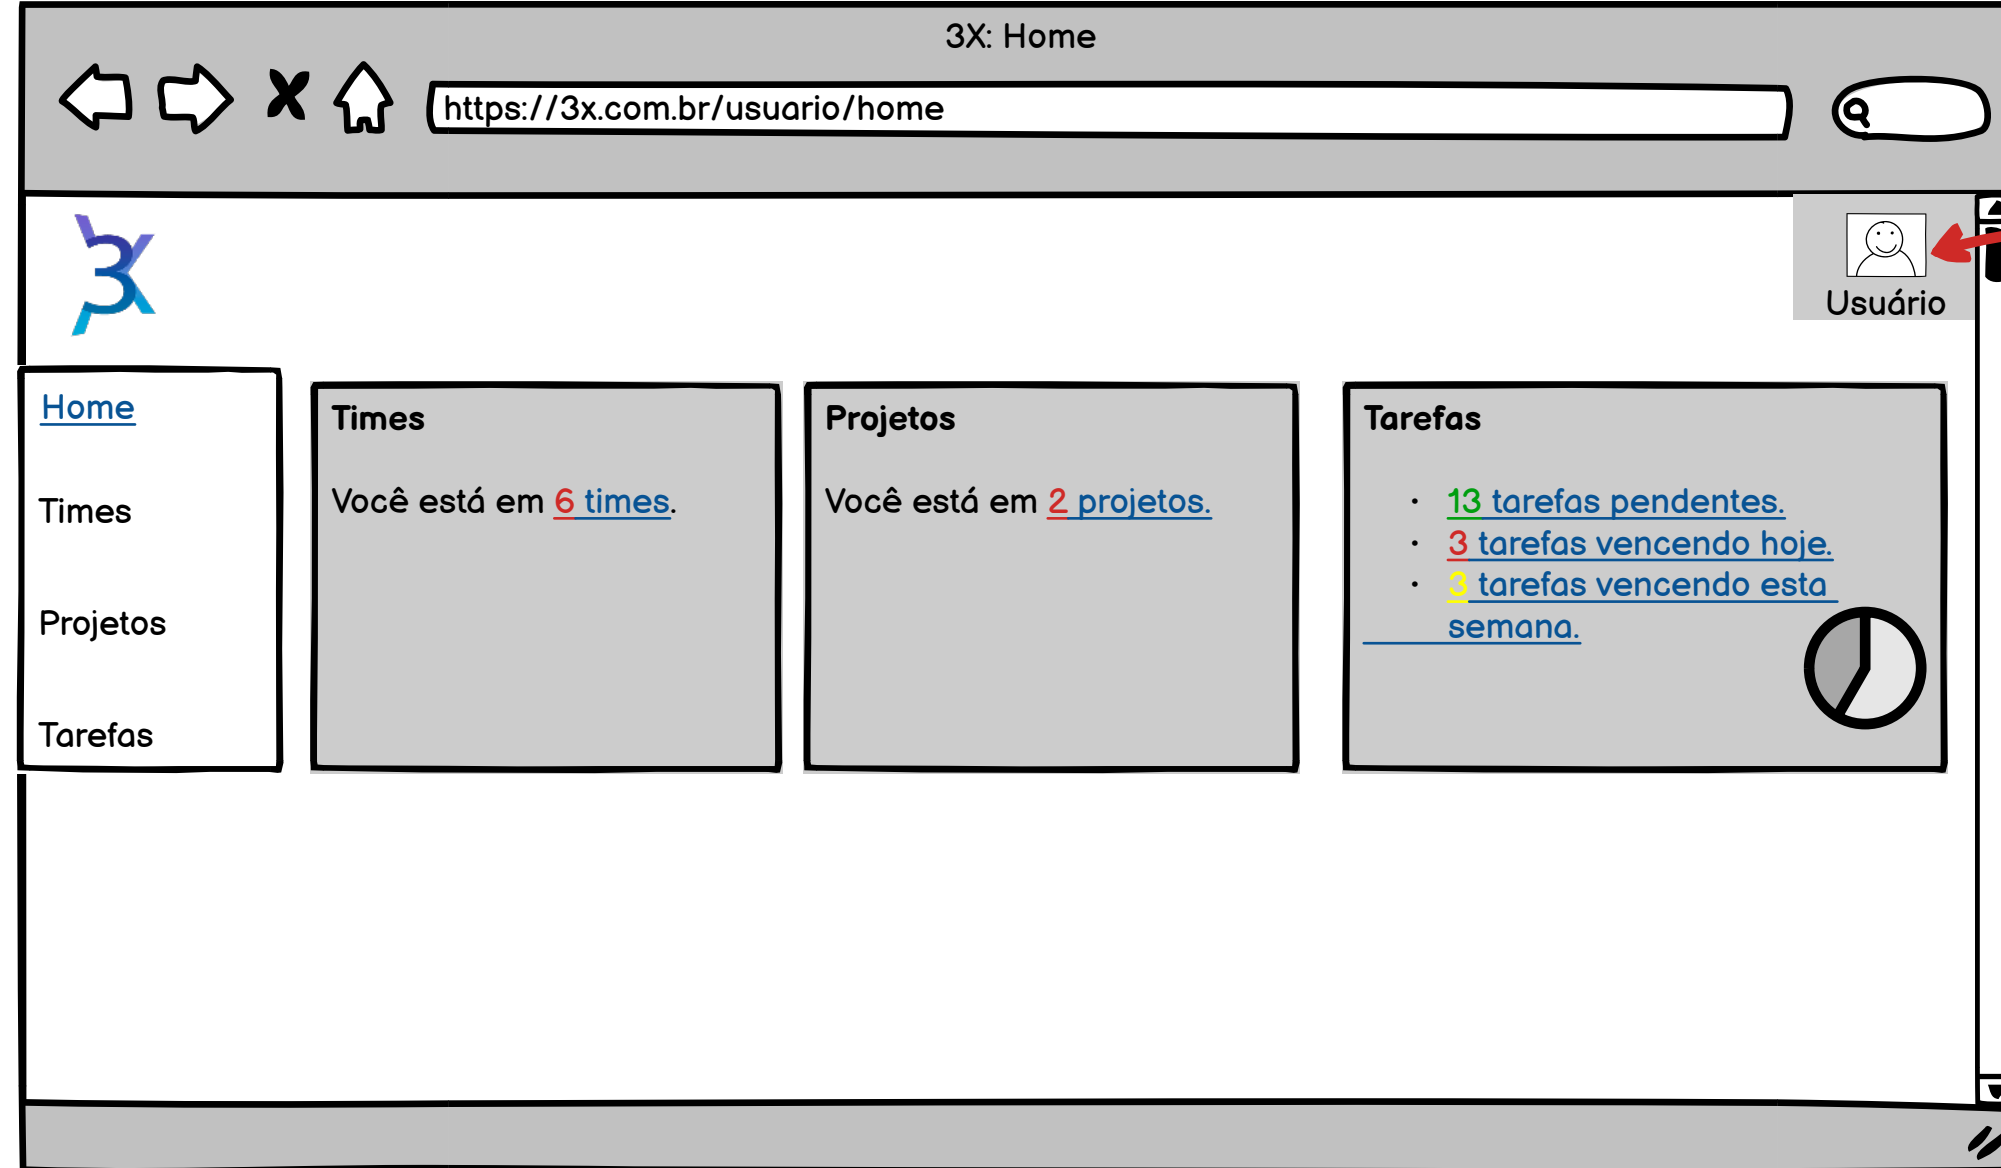 3X: Home
https://3x.com.br/usuario/home
3X
Usuário
Home
Times
Projetos
Tarefas
Times
Você está em 6 times.
Projetos
Você está em 2 projetos.
Tarefas
• 13 tarefas pendentes.
• 3 tarefas vencendo hoje.
• 3 tarefas vencendo esta
semana.